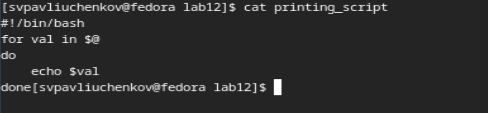 [svpavliuchenkov@fedora lab12]$ cat printing_script
#!/bin/bash
for val in $@
do
    echo $val
done[svpavliuchenkov@fedora lab12]$